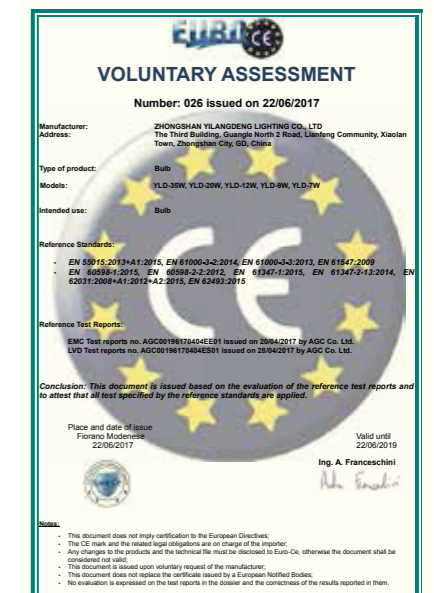 EURO CE
VOLUNTARY ASSESSMENT
Number: 026 issued on 22/06/2017
Manufacturer: ZHONGSHAN YILANGDENG LIGHTING CO., LTD
Address: The Third Building, Guangle North 2 Road, Lianfeng Community, Xiaolan
Town, Zhongshan City, GD, China
Type of product: Bulb
Models: YLD-35W, YLD-20W, YLD-12W, YLD-9W, YLD-7W
Intended use: Bulb
Reference Standards:
- EN 55015:2013+A1:2015, EN 61000-3-2:2014, EN 61000-3-3:2013, EN 61547:2009
- EN 60598-1:2015, EN 60598-2-2:2012, EN 61347-1:2015, EN 61347-2-13:2014, EN
62031:2008+A1:2012+A2:2015, EN 62493:2015
Reference Test Reports:
EMC Test reports no. AGC00196170404EE01 issued on 20/04/2017 by AGC Co. Ltd.
LVD Test reports no. AGC00196170404ES01 issued on 28/04/2017 by AGC Co. Ltd.
Conclusion: This document is issued based on the evaluation of the reference test reports and
to attest that all test specified by the reference standards are applied.
Place and date of issue
Fiorano Modenese
22/06/2017
Valid until
22/06/2019
Ing. A. Franceschini
Notes:
- This document does not imply certification to the European Directives;
- The CE mark and the related legal obligations are on charge of the importer;
- Any changes to the products and the technical file must be disclosed to Euro-Ce, otherwise the document shall be
considered not valid;
- This document is issued upon voluntary request of the manufacturer;
- This document does not replace the certificate issued by a European Notified Bodies;
- No evaluation is expressed on the test reports in the dossier and the correctness of the results reported in them.